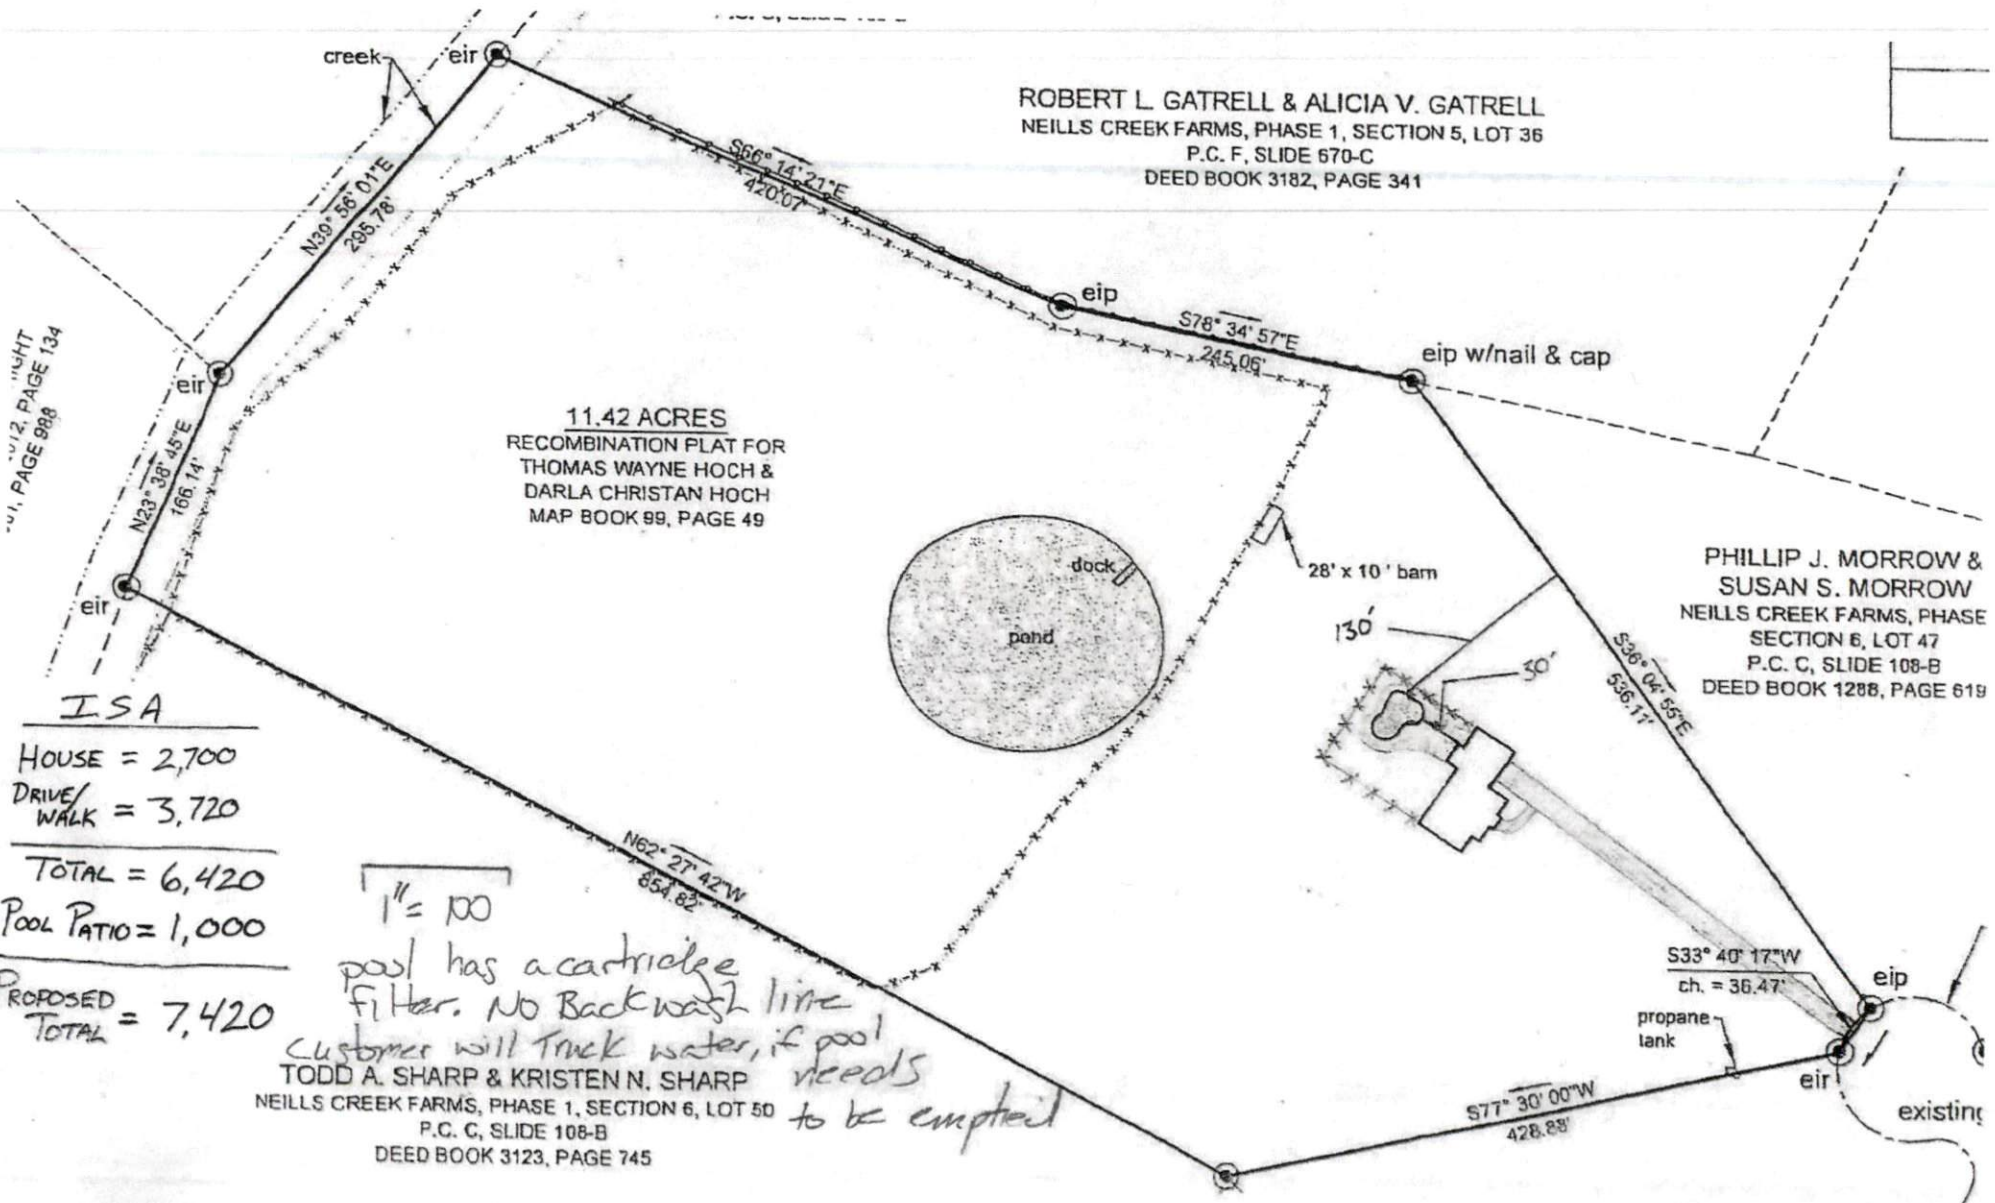 creek
eir
ROBERT L. GATRELL & ALICIA V. GATRELL
NEILLS CREEK FARMS, PHASE 1, SECTION 5, LOT 36
P.C. F, SLIDE 670-C
DEED BOOK 3182, PAGE 341
N39° 56' 01"E
295.78'
S66° 14' 21"E
420.07'
eip
S78° 34' 57"E
245.06'
eip w/nail & cap
eir
PAGE 134
PAGE 988
N23° 38' 45"E
166.14'
eir
11.42 ACRES
RECOMBINATION PLAT FOR
THOMAS WAYNE HOCH &
DARLA CHRISTAN HOCH
MAP BOOK 99, PAGE 49
dock
pond
28' x 10' barn
130'
30'
S36° 04' 55"E
536.11'
PHILLIP J. MORROW &
SUSAN S. MORROW
NEILLS CREEK FARMS, PHASE
SECTION 6, LOT 47
P.C. C, SLIDE 108-B
DEED BOOK 1288, PAGE 619
ISA
HOUSE = 2,700
DRIVE/
WALK = 3,720
TOTAL = 6,420
POOL PATIO = 1,000
PROPOSED
TOTAL = 7,420
1" = 100
N62° 27' 42"W
854.82'
pool has a cartridge
filter. No Backwash line
Customer will Truck water, if pool
needs
to be emptied
TODD A. SHARP & KRISTEN N. SHARP
NEILLS CREEK FARMS, PHASE 1, SECTION 6, LOT 50
P.C. C, SLIDE 108-B
DEED BOOK 3123, PAGE 745
S33° 40' 17"W
ch. = 36.47'
eip
propane
tank
eir
S77° 30' 00"W
428.88'
existing